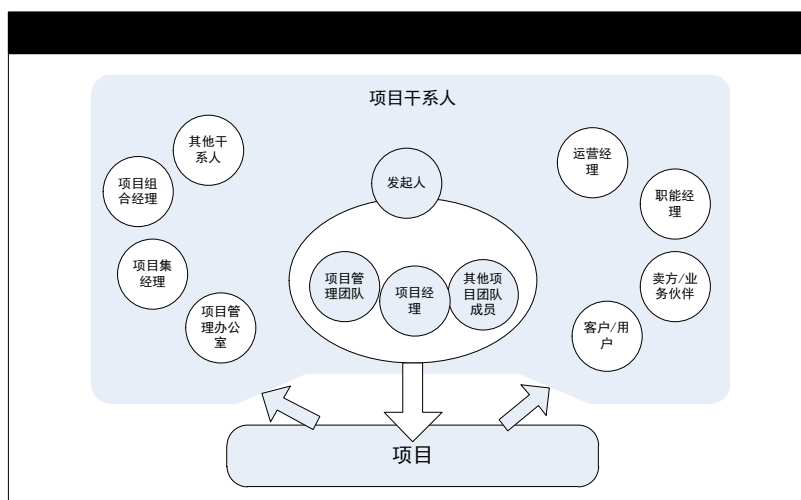 项目干系人
其他干
系人
项目组
合经理
项目集
经理
项目管
理办公
室
发起人
项目管
理团队
项目经
理
其他项
目团队
成员
运营经
理
职能经
理
卖方/业
务伙伴
客户/用
户
项目